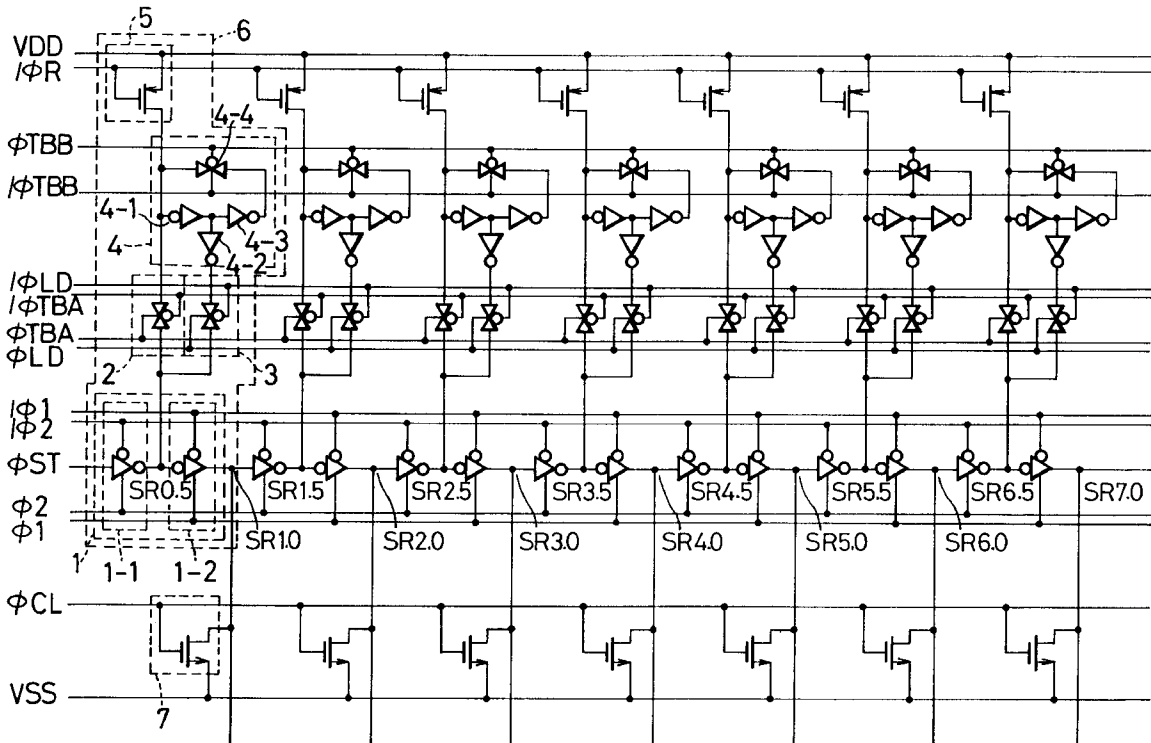 5
6
VDD
/ϕR
4-4
ϕTBB
/ϕTBB
4-1
4
4-3
4-2
/ϕLD
/ϕTBA
ϕTBA
ϕLD
2
3
/ϕ1
/ϕ2
ϕST
SR0.5 SR1.5 SR2.5 SR3.5 SR4.5 SR5.5 SR6.5 SR7.0
ϕ2
ϕ1
SR1.0 SR2.0 SR3.0 SR4.0 SR5.0 SR6.0
1
1-1 1-2
ϕCL
VSS
7